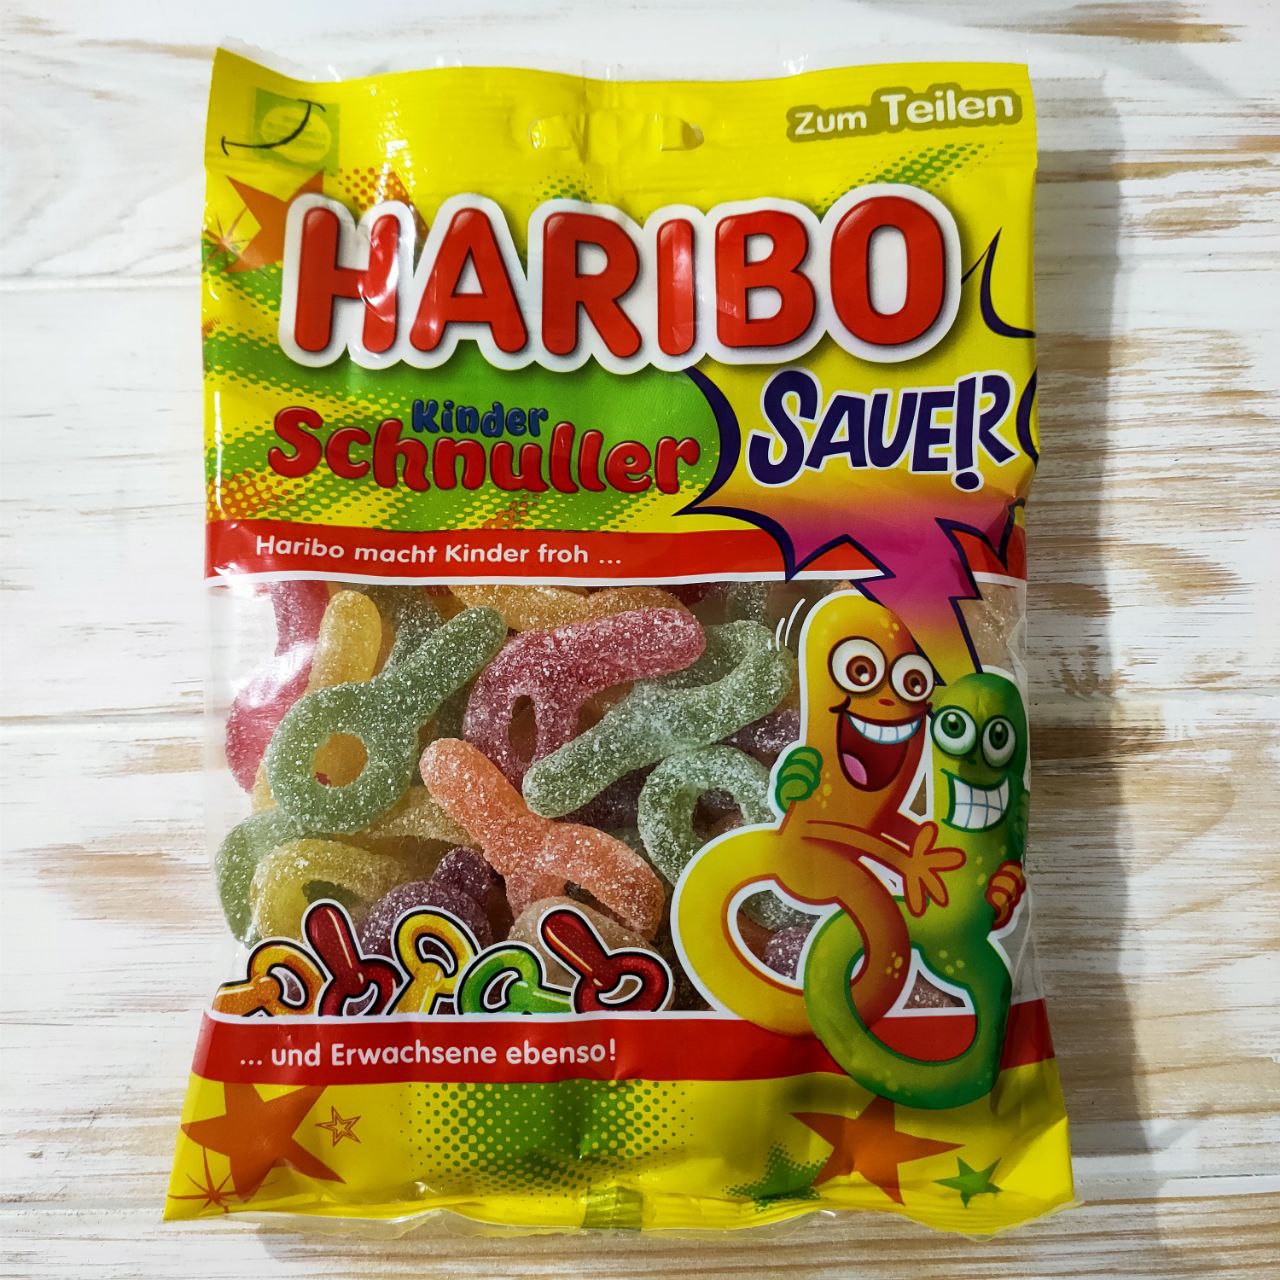 Zum Teilen
HARIBO
Kinder
Schnuller
SAUER!
Haribo macht Kinder froh ...
... und Erwachsene ebenso!